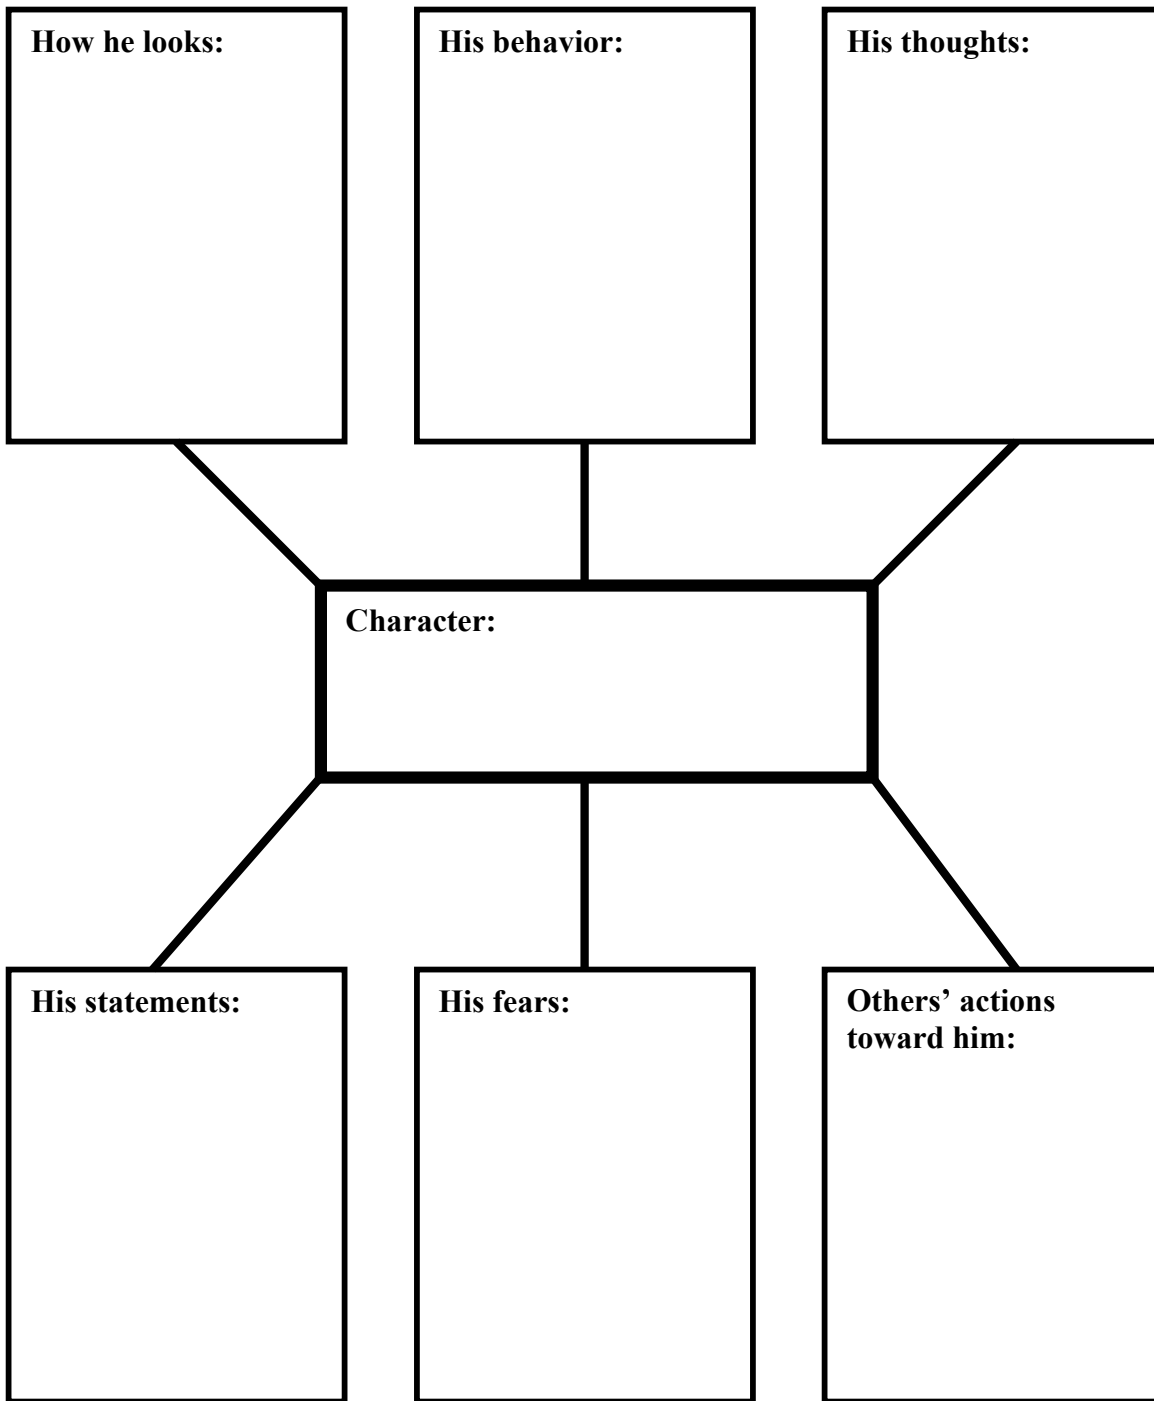 How he looks:
His behavior:
His thoughts:
Character:
His statements:
His fears:
Others’ actions
toward him: